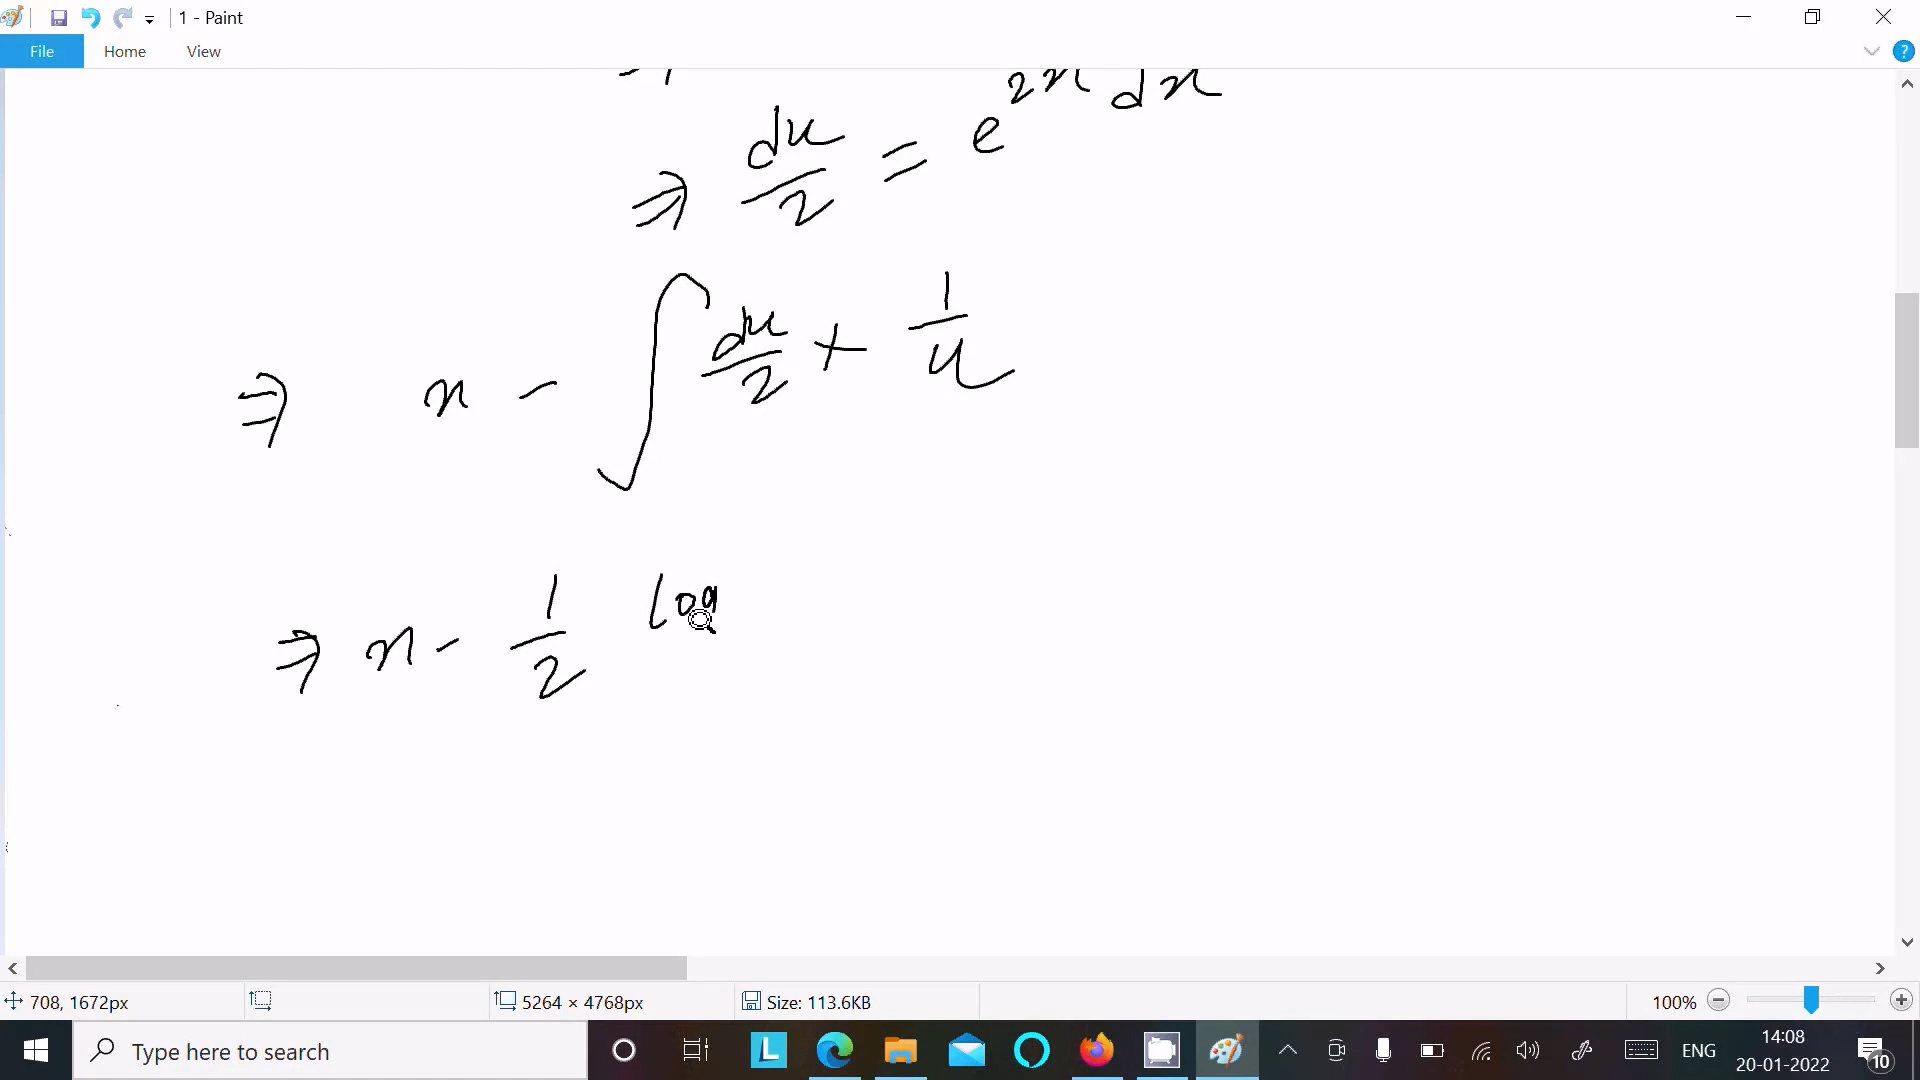 1 - Paint
File Home View
⇒ du/2 = e^2x dx
⇒ x - ∫ du/2 + 1/u
⇒ x - 1/2 log
708, 1672px 5264 × 4768px Size: 113.6KB 100%
Type here to search ENG 14:08
20-01-2022 10